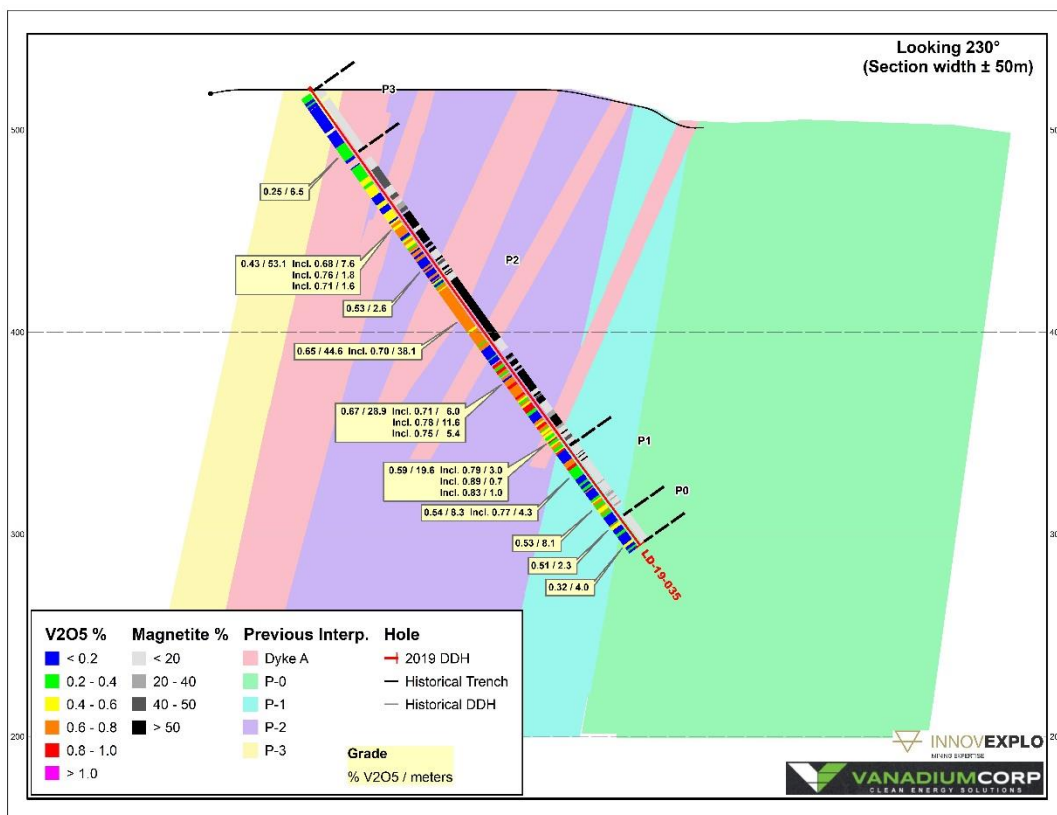 Looking 230°
(Section width ± 50m)
P3
500
500
0.25 / 6.5
0.43 / 53.1 Incl. 0.68 / 7.6
0.76 / 1.8
0.71 / 1.6
P2
0.53 / 2.6
400
400
0.65 / 44.6 Incl. 0.70 / 38.1
0.67 / 28.9 Incl. 0.71 / 6.0
0.78 / 11.6
0.75 / 5.4
P1
0.59 / 19.6 Incl. 0.79 / 3.0
0.89 / 0.7
0.83 / 1.0
P0
0.54 / 8.3 Incl. 0.77 / 4.3
300
300
0.53 / 8.1
0.51 / 2.3
0.32 / 4.0
LD-19-035
V2O5 %
< 0.2
0.2 - 0.4
0.4 - 0.6
0.6 - 0.8
0.8 - 1.0
> 1.0
Magnetite %
< 20
20 - 40
40 - 50
> 50
Previous Interp.
Dyke A
P-0
P-1
P-2
P-3
Hole
2019 DDH
Historical Trench
Historical DDH
Grade
% V2O5 / meters
200
INNOVEXPLO
MINING EXPERTISE
VANADIUMCORP
CLEAN ENERGY SOLUTIONS